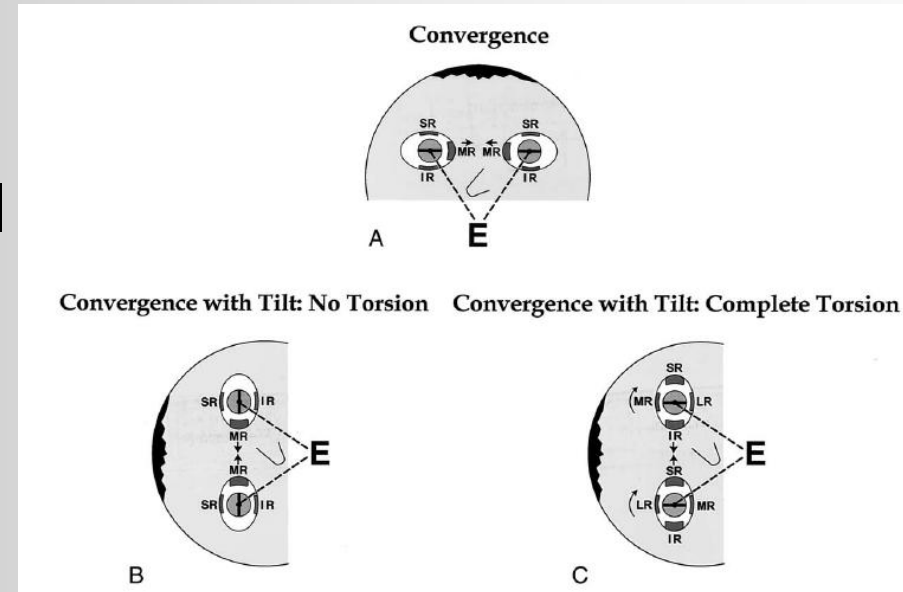 Convergence
SR SR
MR MR
IR IR
A E
Convergence with Tilt: No Torsion
SR IR
MR
E
MR
SR IR
B
Convergence with Tilt: Complete Torsion
SR
MR LR
IR
E
SR
LR MR
IR
C